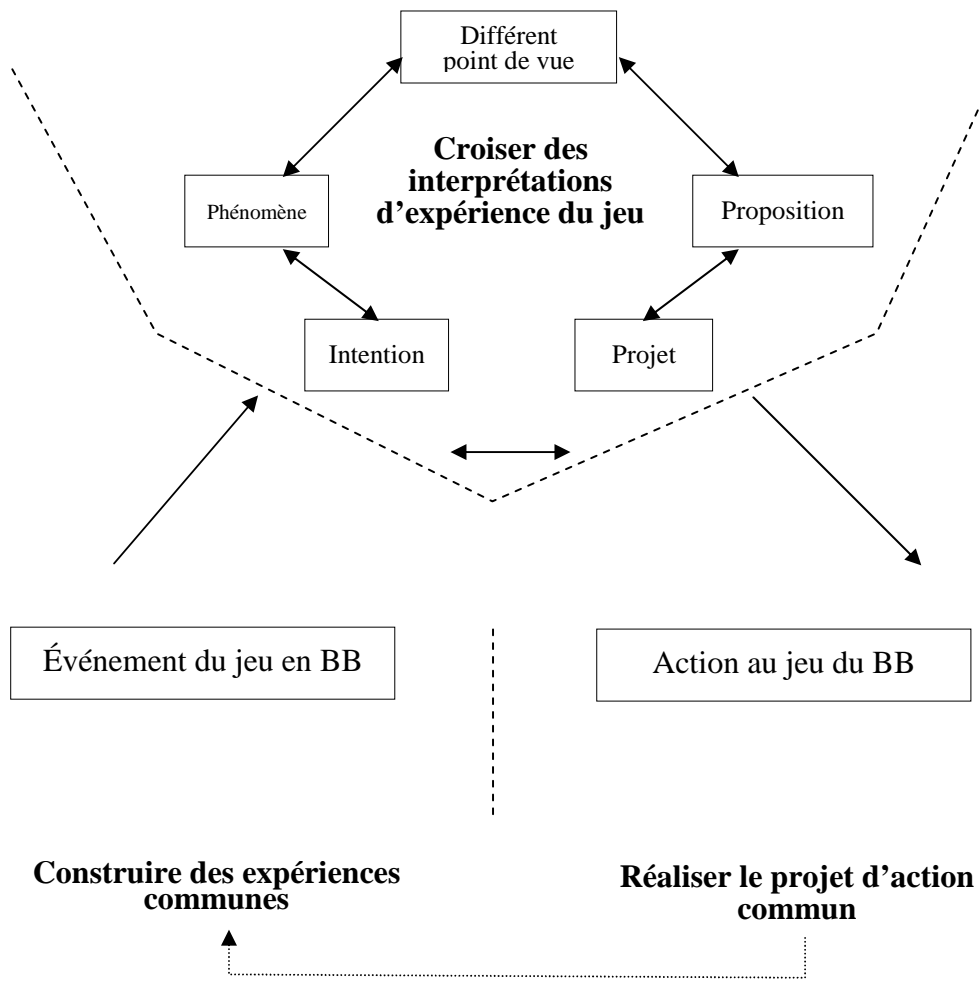 Différent
point de vue
Croiser des
interprétations
d’expérience du jeu
Phénomène
Proposition
Intention
Projet
Événement du jeu en BB
Action au jeu du BB
Construire des expériences
communes
Réaliser le projet d’action
commun